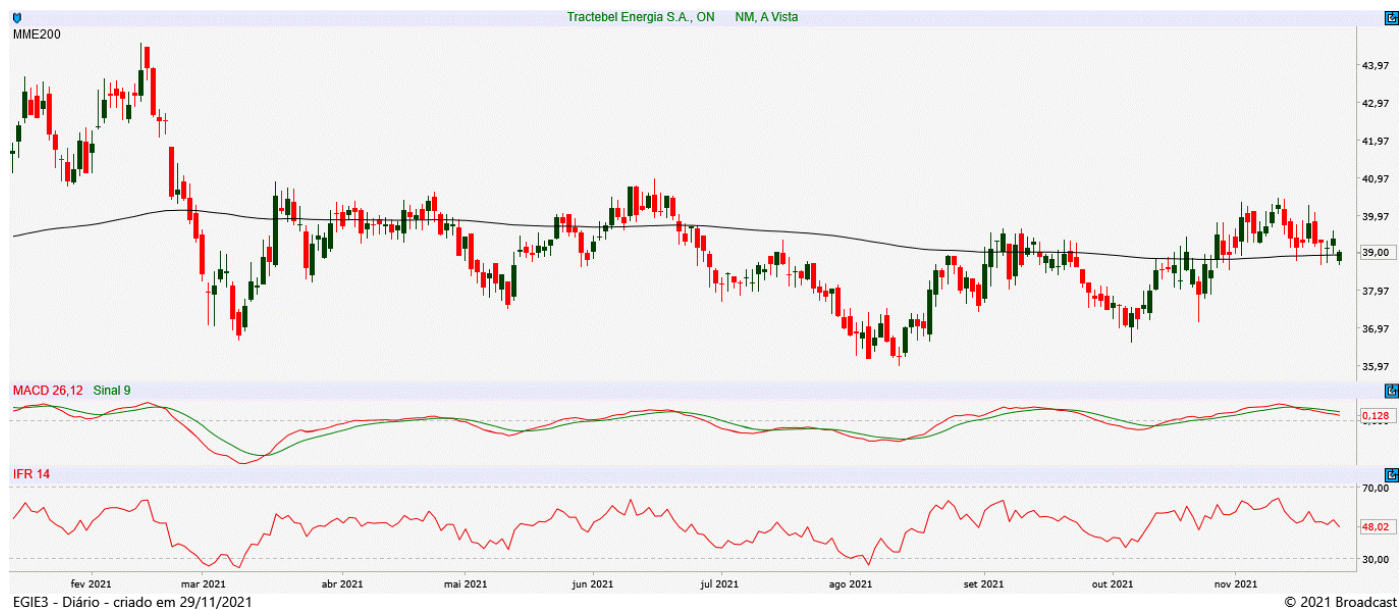 Tractebel Energia S.A., ON NM, A Vista
MME200
43,97
42,97
41,97
40,97
39,97
39,00
37,97
36,97
35,97
MACD 26,12 Sinal 9
0,128
IFR 14
70,00
48,02
30,00
fev 2021 mar 2021 abr 2021 mai 2021 jun 2021 jul 2021 ago 2021 set 2021 out 2021 nov 2021
EGIE3 - Diário - criado em 29/11/2021 © 2021 Broadcast